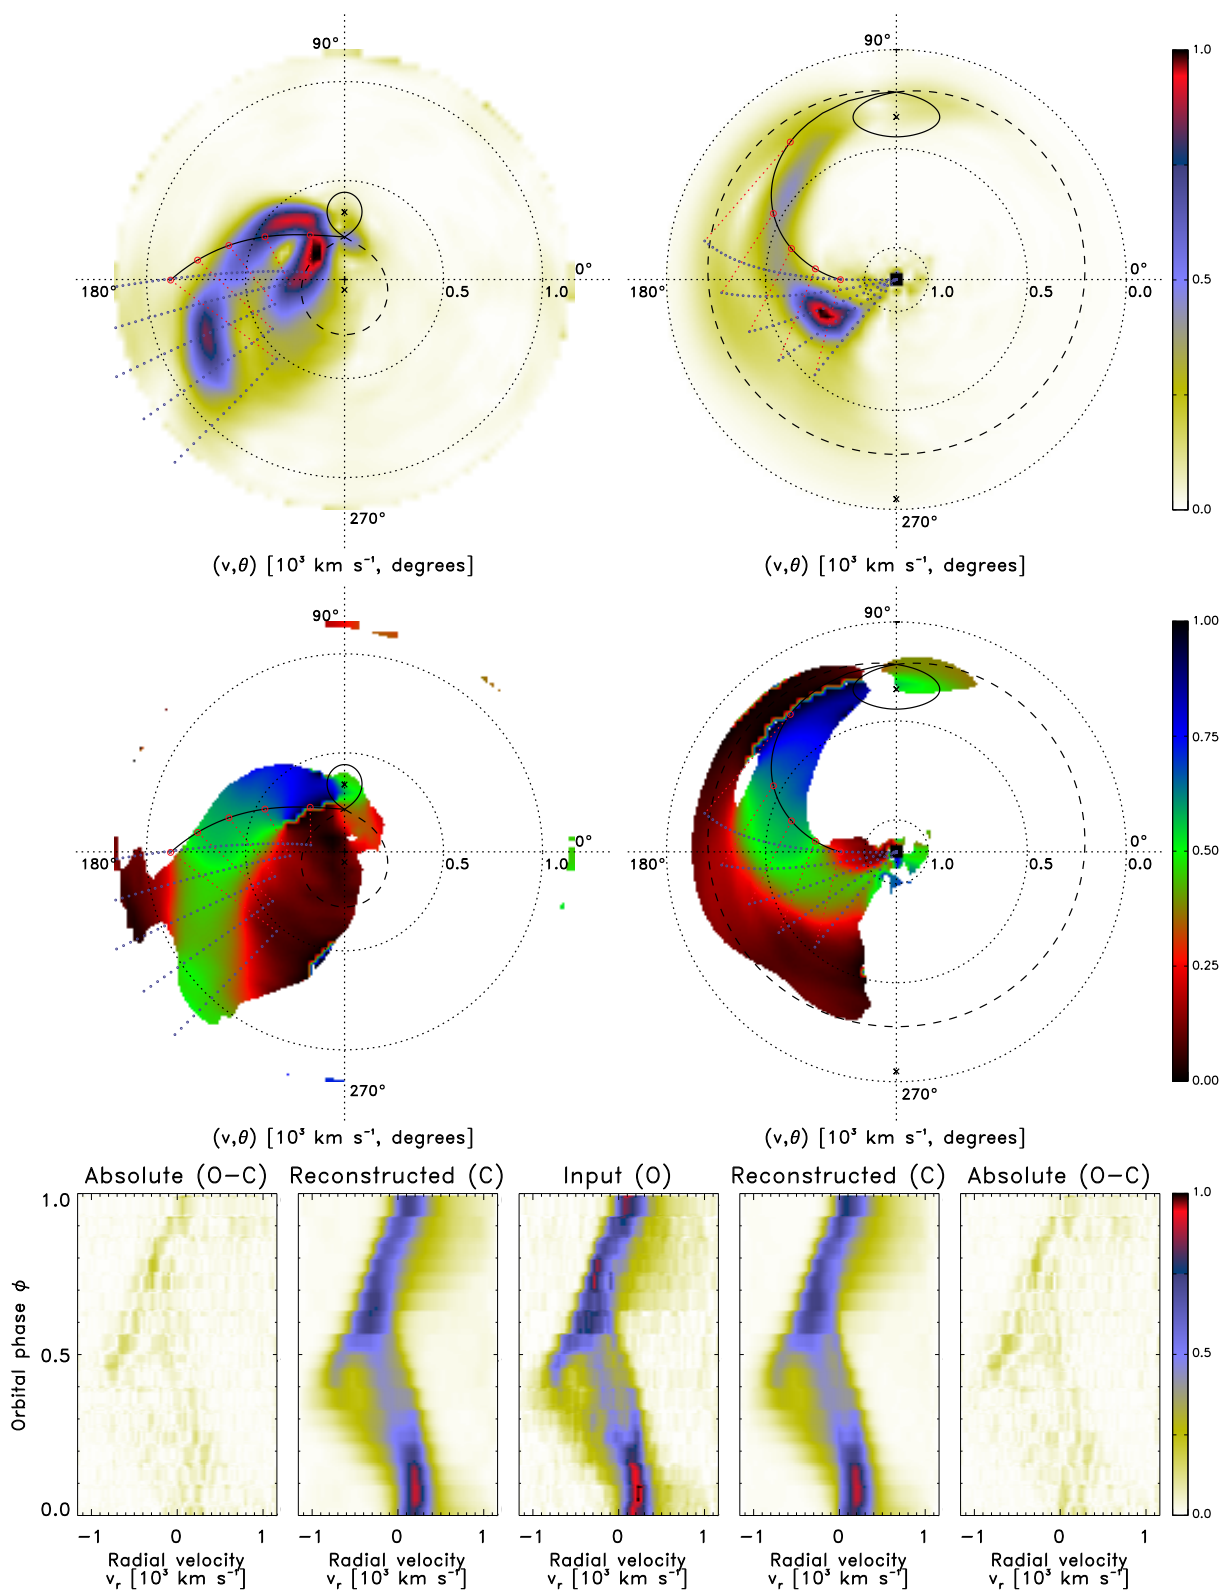 90° 90° 1.0
180° 0.5 1.0 0° 180° 1.0 0.5 0.0 0° 0.5
270° 270° 0.0
(v,θ) [10³ km s⁻¹, degrees] (v,θ) [10³ km s⁻¹, degrees]
90° 90° 1.00
0.75
180° 0.5 1.0 0° 180° 1.0 0.5 0.0 0° 0.50
0.25
270° 270° 0.00
(v,θ) [10³ km s⁻¹, degrees] (v,θ) [10³ km s⁻¹, degrees]
Absolute (O−C) Reconstructed (C) Input (O) Reconstructed (C) Absolute (O−C)
1.0 1.0
Orbital phase ϕ
0.5 0.5
0.0 0.0
−1 0 1 −1 0 1 −1 0 1 −1 0 1 −1 0 1
Radial velocity Radial velocity Radial velocity Radial velocity Radial velocity
vᵣ [10³ km s⁻¹] vᵣ [10³ km s⁻¹] vᵣ [10³ km s⁻¹] vᵣ [10³ km s⁻¹] vᵣ [10³ km s⁻¹]